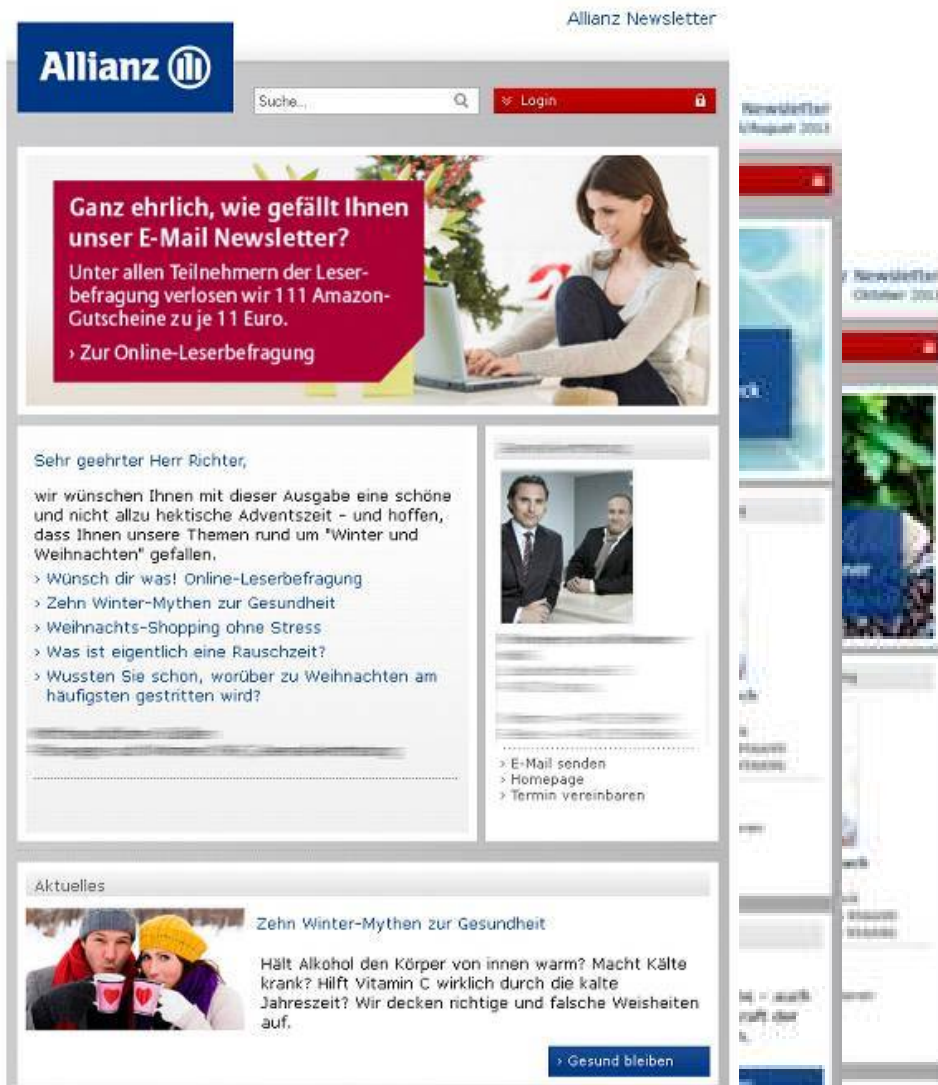 Allianz Newsletter
Allianz
Suche...
Login
Ganz ehrlich, wie gefällt Ihnen
unser E-Mail Newsletter?
Unter allen Teilnehmern der Leser-
befragung verlosen wir 111 Amazon-
Gutscheine zu je 11 Euro.
› Zur Online-Leserbefragung
Sehr geehrter Herr Richter,
wir wünschen Ihnen mit dieser Ausgabe eine schöne
und nicht allzu hektische Adventszeit – und hoffen,
dass Ihnen unsere Themen rund um "Winter und
Weihnachten" gefallen.
› Wünsch dir was! Online-Leserbefragung
› Zehn Winter-Mythen zur Gesundheit
› Weihnachts-Shopping ohne Stress
› Was ist eigentlich eine Rauschzeit?
› Wussten Sie schon, worüber zu Weihnachten am
häufigsten gestritten wird?
› E-Mail senden
› Homepage
› Termin vereinbaren
Aktuelles
Zehn Winter-Mythen zur Gesundheit
Hält Alkohol den Körper von innen warm? Macht Kälte
krank? Hilft Vitamin C wirklich durch die kalte
Jahreszeit? Wir decken richtige und falsche Weisheiten
auf.
› Gesund bleiben
Newsletter
/August 2013
Newsletter
Oktober 2013